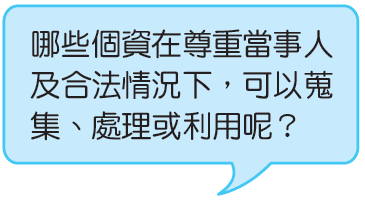 哪些個資在尊重當事人
及合法情況下，可以蒐
集、處理或利用呢？